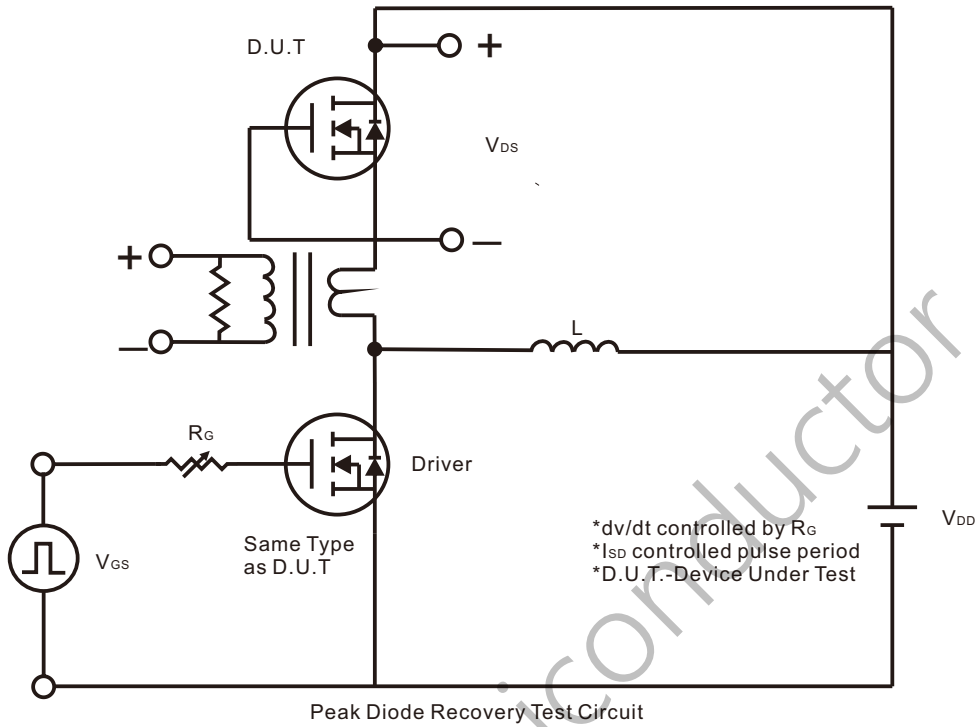 D.U.T
+
VDS
—
+
—
L
RG
Driver
VGS
Same Type
as D.U.T
*dv/dt controlled by RG
*ISD controlled pulse period
*D.U.T.-Device Under Test
VDD
iconductor
Peak Diode Recovery Test Circuit